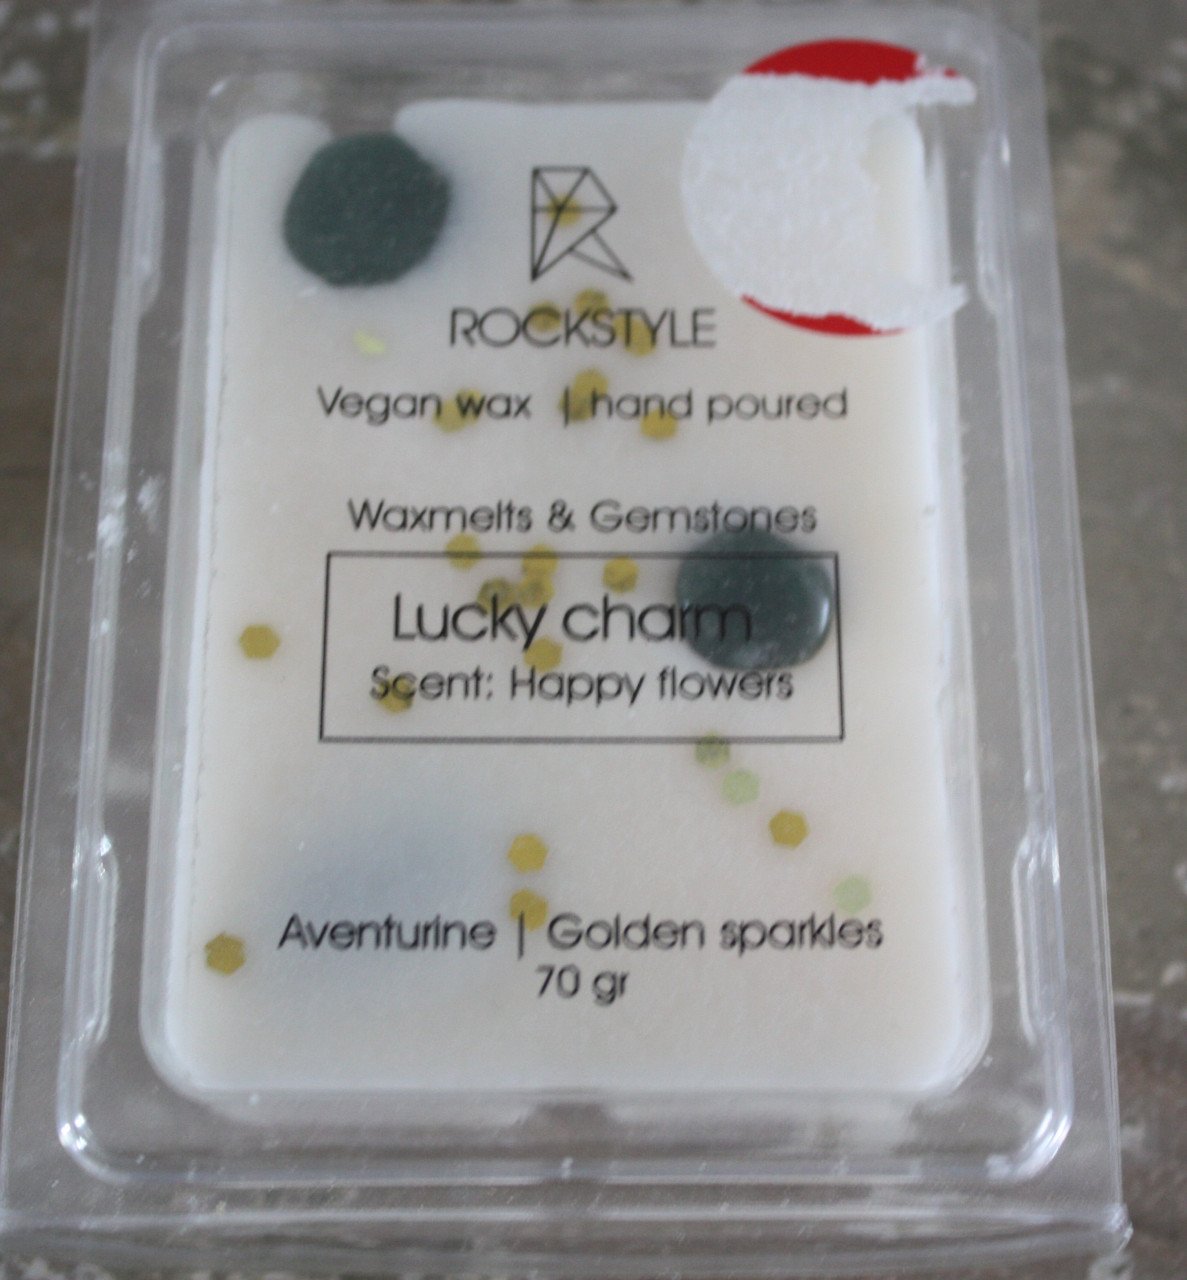 ROCKSTYLE
Vegan wax | hand poured
Waxmelts & Gemstones
Lucky charm
Scent: Happy flowers
Aventurine | Golden sparkles
70 gr